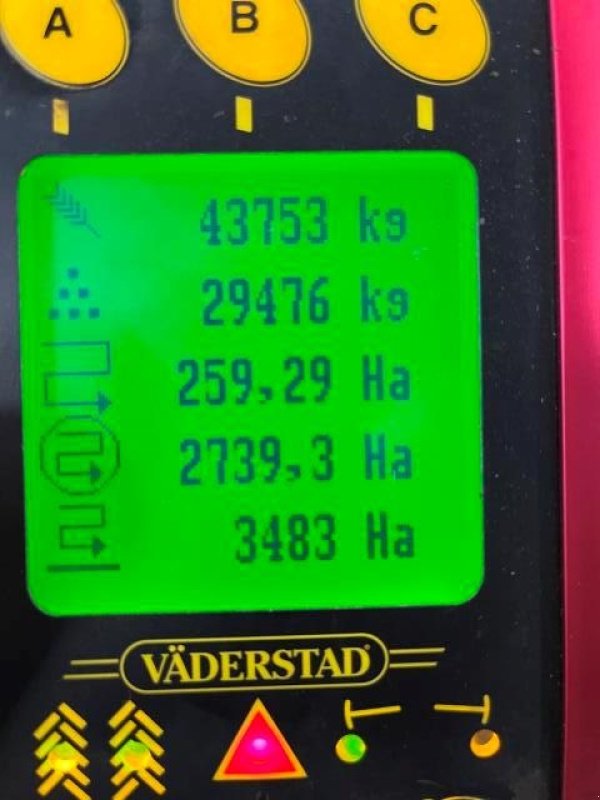 A B C
43753 kg
29476 kg
259,29 Ha
2739,3 Ha
3483 Ha
VÄDERSTAD